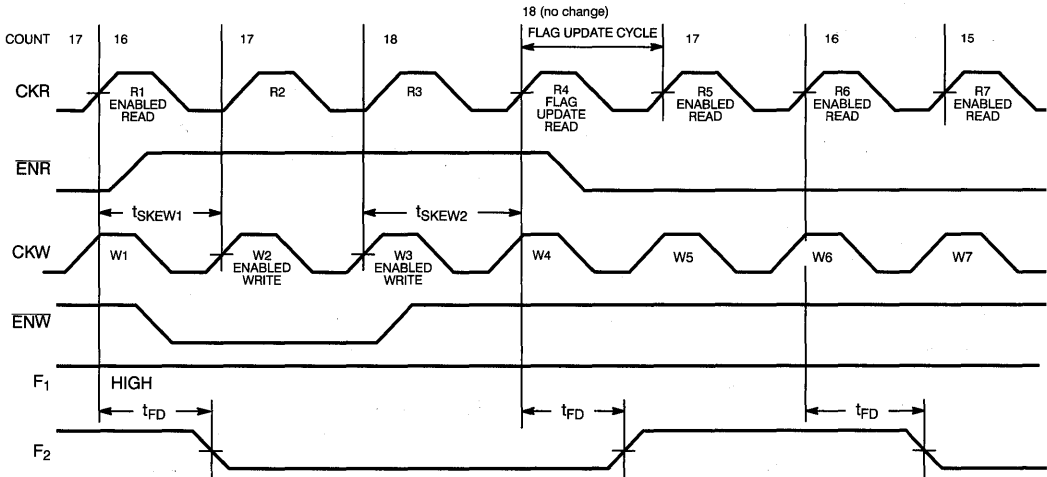 18 (no change)
COUNT 17 16 17 18 FLAG UPDATE CYCLE 17 16 15
CKR
R1 ENABLED READ
R2
R3
R4 FLAG UPDATE READ
R5 ENABLED READ
R6 ENABLED READ
R7 ENABLED READ
ENR
tSKEW1
tSKEW2
CKW
W1
W2 ENABLED WRITE
W3 ENABLED WRITE
W4
W5
W6
W7
ENW
F1 HIGH
tFD
tFD
tFD
F2